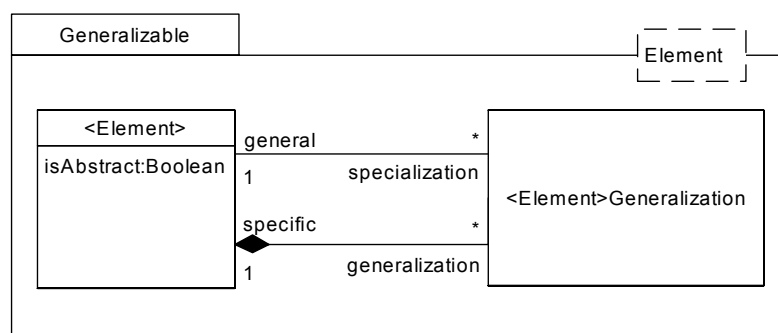 Generalizable
Element
<Element>
isAbstract:Boolean
general
*
1
specialization
<Element>Generalization
specific
*
1
generalization